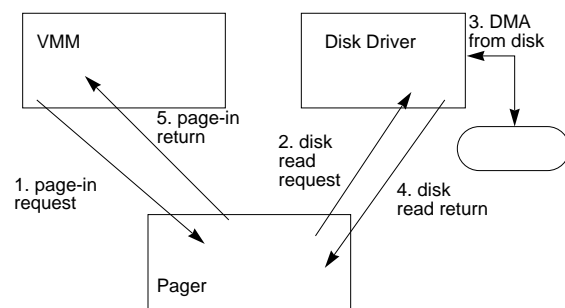 VMM
Disk Driver
3. DMA
from disk
5. page-in
return
2. disk
read
request
1. page-in
request
4. disk
read return
Pager